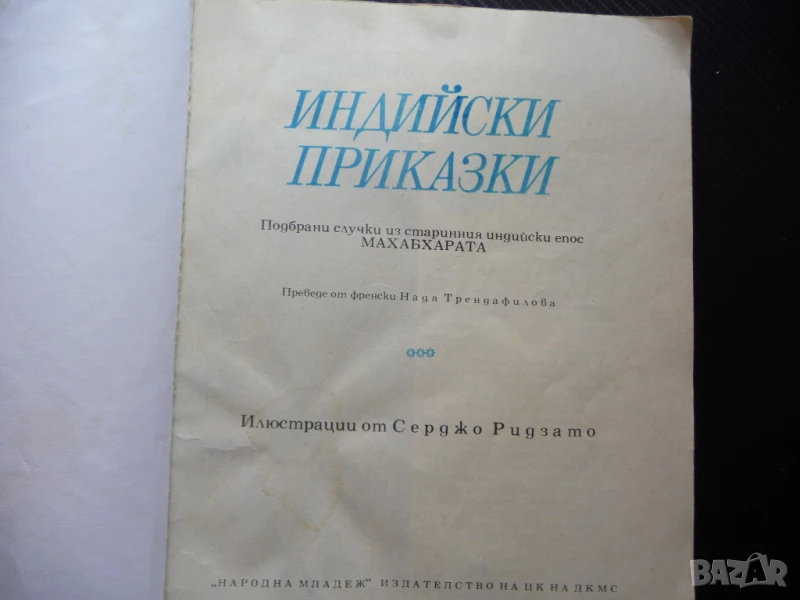 ИНДИЙСКИ
ПРИКАЗКИ
Подбрани случки из старинния индийски епос
МАХАБХАРАТА
Преведе от френски Надя Трендафилова
Илюстрации от Серджо Ридзато
„НАРОДНА МЛАДЕЖ“ ИЗДАТЕЛСТВО НА ЦК НА ДКМС
BAZAR